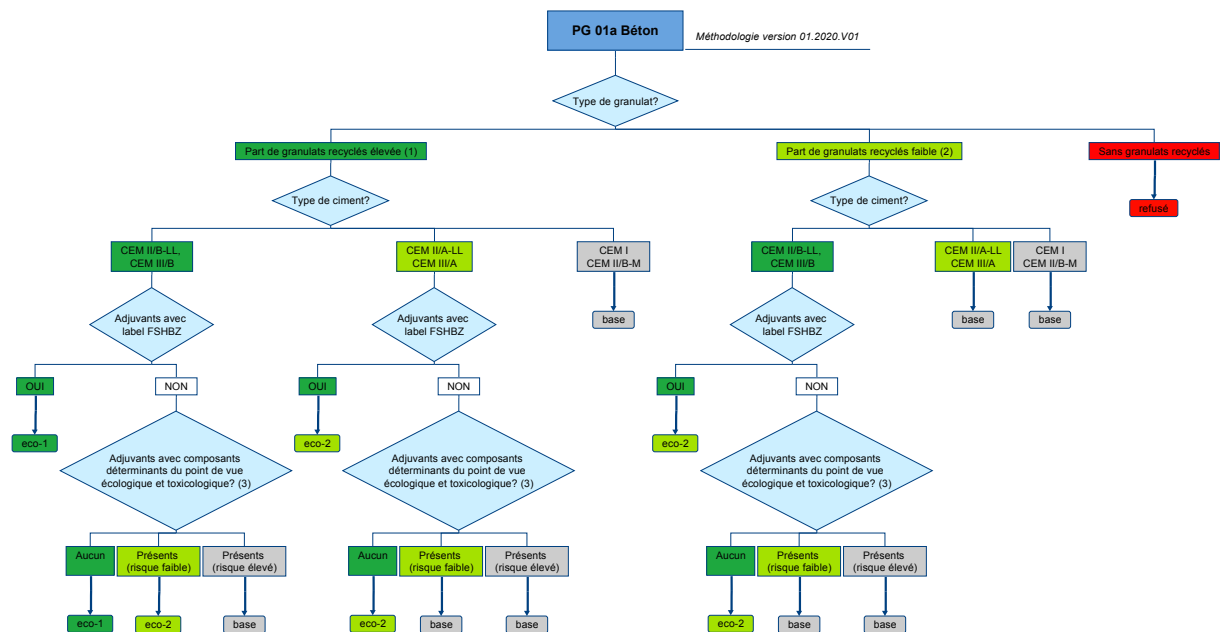 PG 01a Béton
Méthodologie version 01.2020.V01
Type de granulat?
Part de granulats recyclés élevée (1)
Part de granulats recyclés faible (2)
Sans granulats recyclés
Type de ciment?
Type de ciment?
refusé
CEM II/B-LL,
CEM III/B
CEM II/A-LL
CEM III/A
CEM I
CEM II/B-M
CEM II/B-LL,
CEM III/B
CEM II/A-LL
CEM III/A
CEM I
CEM II/B-M
Adjuvants avec
label FSHBZ
Adjuvants avec
label FSHBZ
base
Adjuvants avec
label FSHBZ
base
base
OUI
NON
OUI
NON
OUI
NON
eco-1
eco-2
eco-2
Adjuvants avec composants
déterminants du point de vue
écologique et toxicologique? (3)
Adjuvants avec composants
déterminants du point de vue
écologique et toxicologique? (3)
Adjuvants avec composants
déterminants du point de vue
écologique et toxicologique? (3)
Aucun
Présents
(risque faible)
Présents
(risque élevé)
Aucun
Présents
(risque faible)
Présents
(risque élevé)
Aucun
Présents
(risque faible)
Présents
(risque élevé)
eco-1
eco-2
base
eco-2
base
base
eco-2
base
base